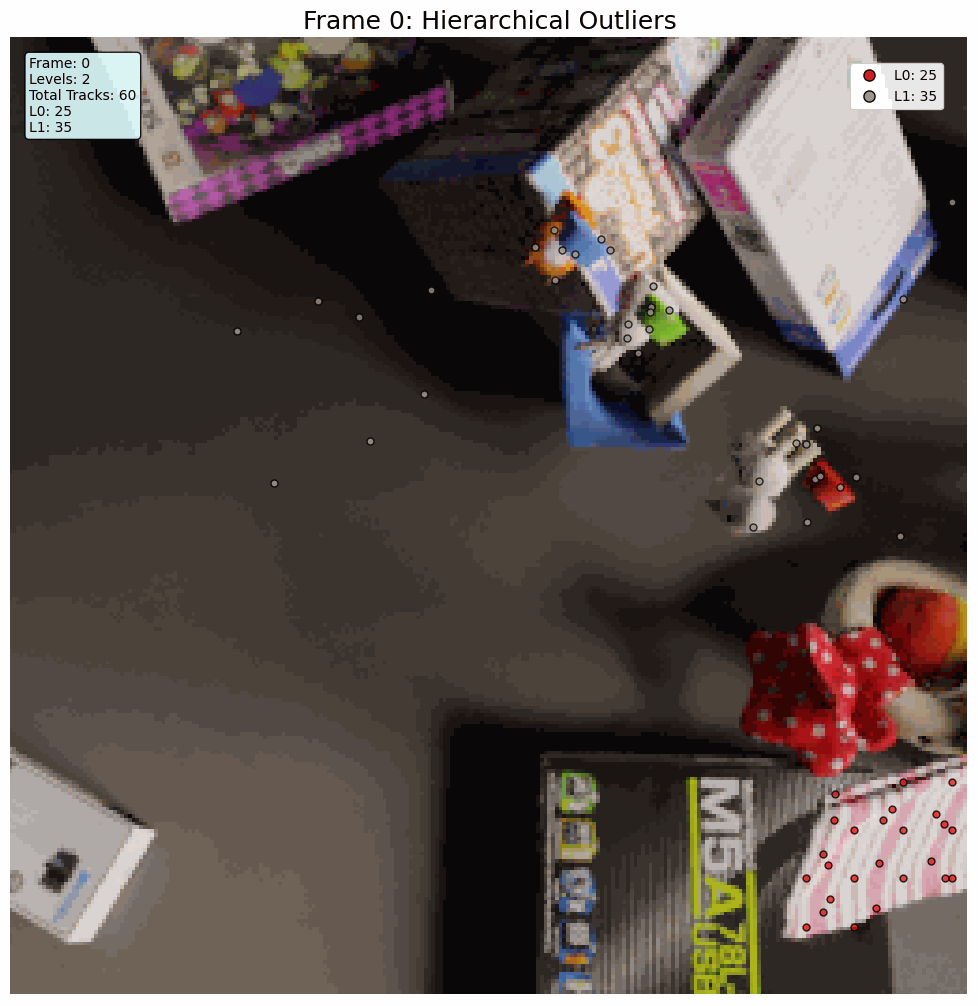 Frame 0: Hierarchical Outliers
Frame: 0
Levels: 2
Total Tracks: 60
L0: 25
L1: 35
L0: 25
L1: 35
M5A78L-
USB